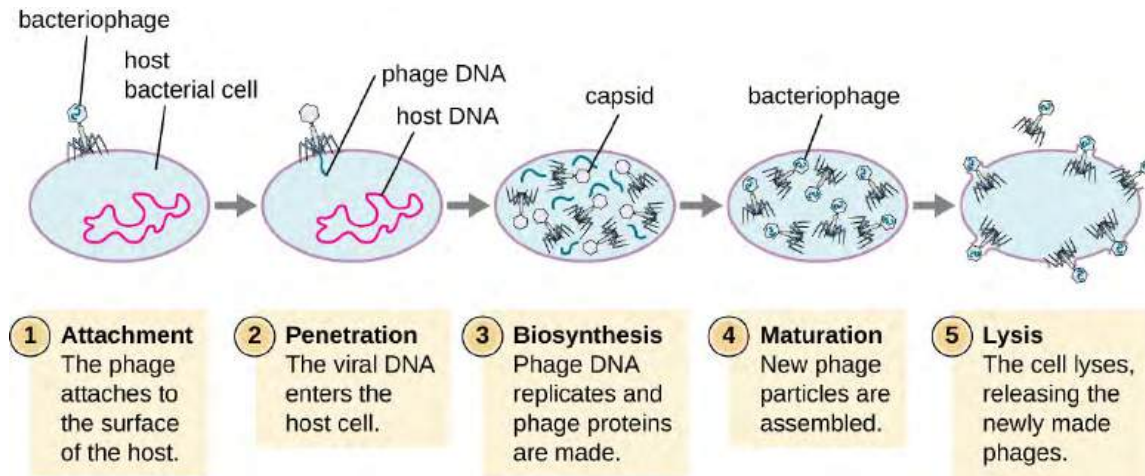 bacteriophage
host
bacterial cell
phage DNA
host DNA
capsid
bacteriophage
1 Attachment
The phage
attaches to
the surface
of the host.
2 Penetration
The viral DNA
enters the
host cell.
3 Biosynthesis
Phage DNA
replicates and
phage proteins
are made.
4 Maturation
New phage
particles are
assembled.
5 Lysis
The cell lyses,
releasing the
newly made
phages.